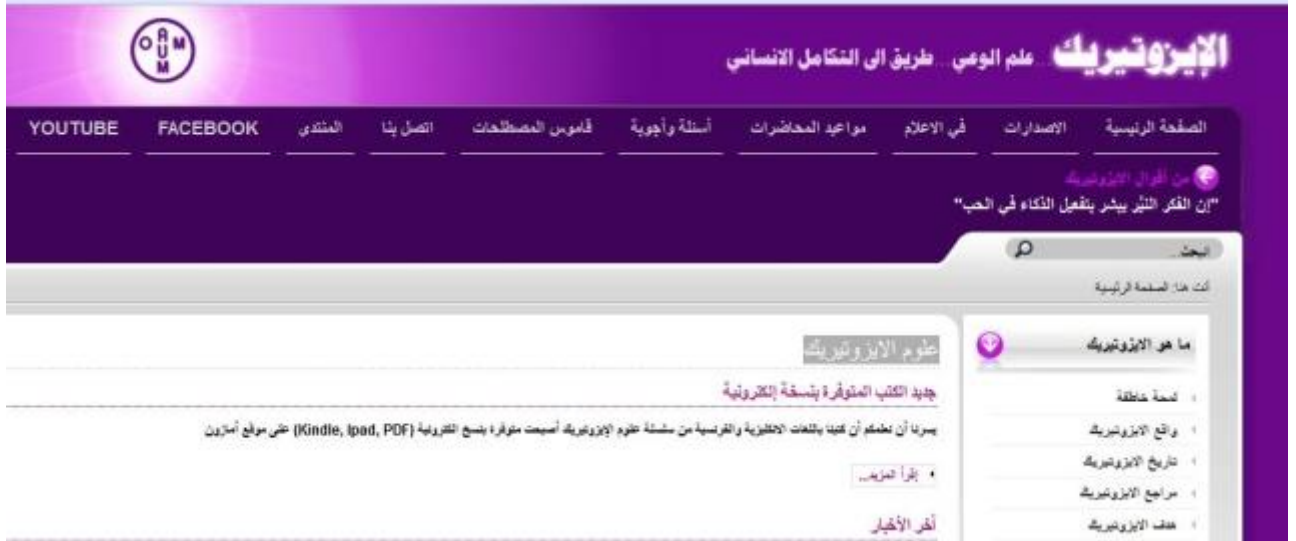 الإيزوتيريك ... علم الوعي ... طريق الى التكامل الانساني
O A U M M
الصفحة الرئيسية الاصدارات في الاعلام مواعيد المحاضرات أسئلة وأجوبة قاموس المصطلحات اتصل بنا المنتدى FACEBOOK YOUTUBE
من أقوال الايزوتيريك
"إن الفكر النيّر يبشر بتفعيل الذكاء في الحب"
البحث...
أنت هنا: الصفحة الرئيسية
ما هو الايزوتيريك
لمحة خاطفة
واقع الايزوتيريك
تاريخ الايزوتيريك
مراجع الايزوتيريك
هدف الايزوتيريك
علوم الايزوتيريك
جديد الكتب المتوفرة بنسخة إلكترونية
يسرنا أن نعلمكم أن كتبنا باللغات الانكليزية والفرنسية من سلسلة علوم الإيزوتيريك أصبحت متوفرة بنسخ الكترونية (Kindle, Ipad, PDF) على موقع أمازون
إقرأ المزيد...
أخر الأخبار